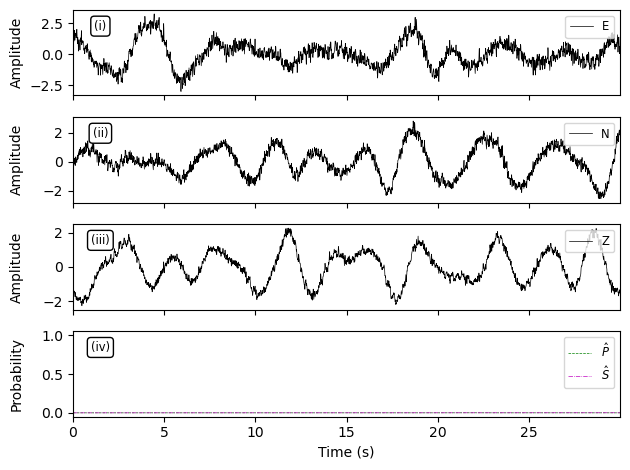 2.5
0.0
−2.5
Amplitude
(i)
E
2
0
−2
Amplitude
(ii)
N
2
0
−2
Amplitude
(iii)
Z
1.0
0.5
0.0
Probability
(iv)
P̂
Ŝ
0 5 10 15 20 25
Time (s)